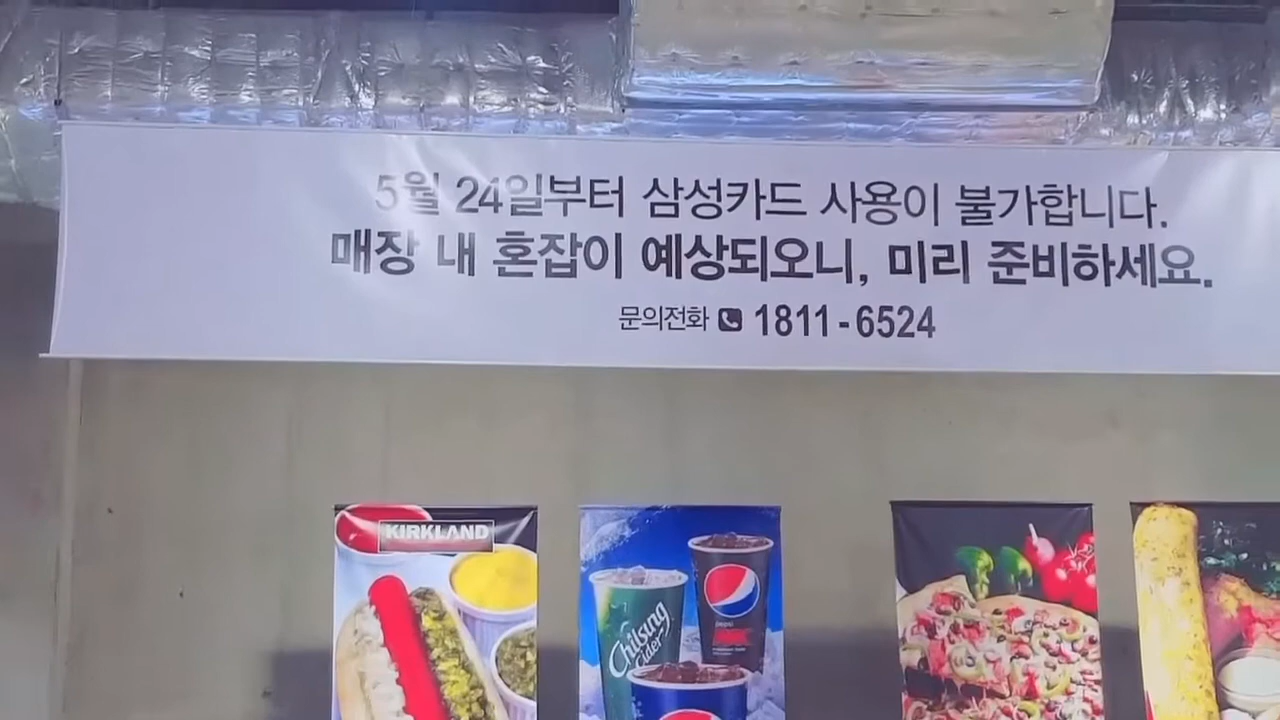 5월 24일부터 삼성카드 사용이 불가합니다.
매장 내 혼잡이 예상되오니, 미리 준비하세요.
문의전화 1811-6524
KIRKLAND
Chilsung
Cider
pepsi